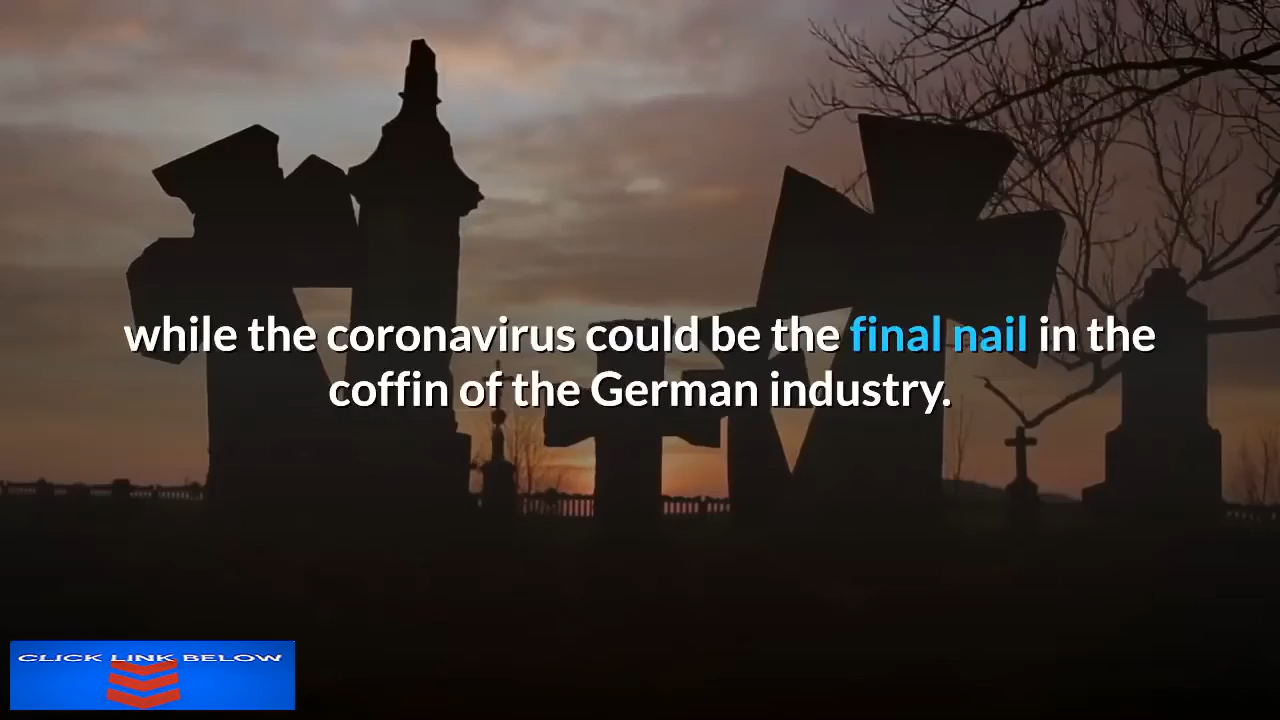 while the coronavirus could be the final nail in the
coffin of the German industry.
CLICK LINK BELOW